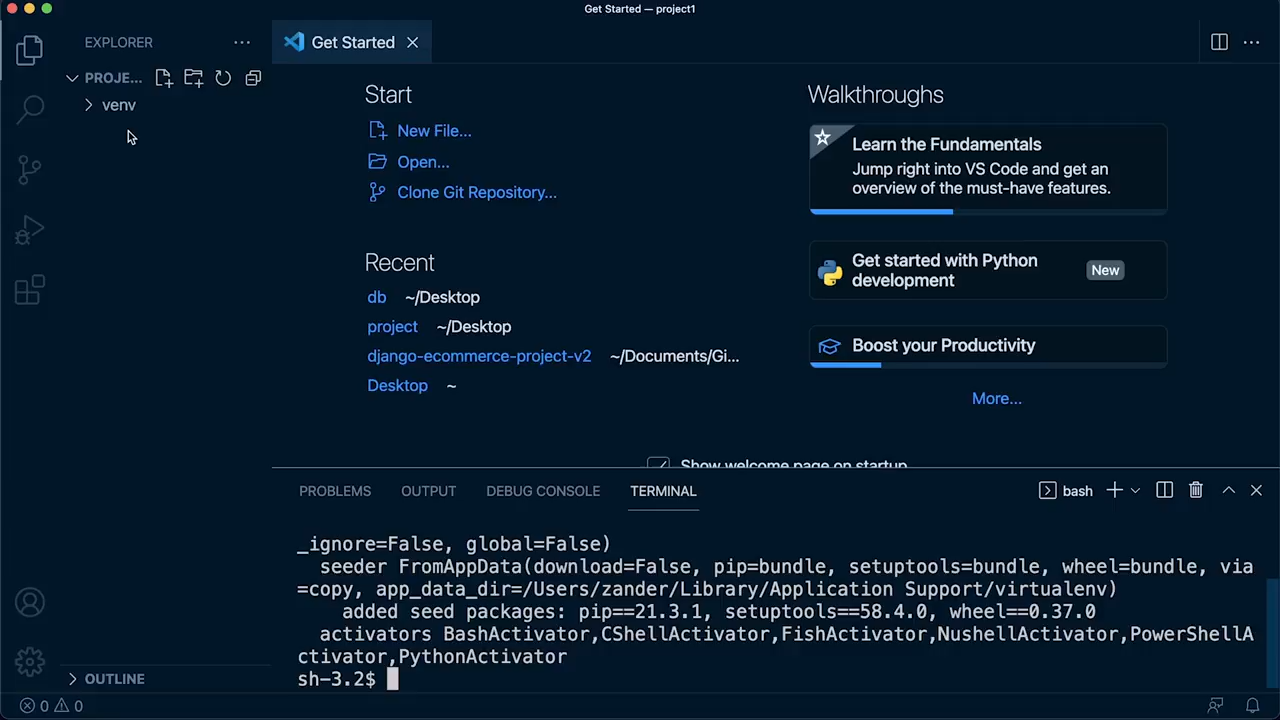 Get Started — project1
EXPLORER
Get Started
PROJE...
venv
Start
New File...
Open...
Clone Git Repository...
Recent
db ~/Desktop
project ~/Desktop
django-ecommerce-project-v2 ~/Documents/Gi...
Desktop ~
Walkthroughs
Learn the Fundamentals
Jump right into VS Code and get an
overview of the must-have features.
Get started with Python
development
New
Boost your Productivity
More...
Show welcome page on startup
PROBLEMS OUTPUT DEBUG CONSOLE TERMINAL
bash
_ignore=False, global=False)
seeder FromAppData(download=False, pip=bundle, setuptools=bundle, wheel=bundle, via
=copy, app_data_dir=/Users/zander/Library/Application Support/virtualenv)
added seed packages: pip==21.3.1, setuptools==58.4.0, wheel==0.37.0
activators BashActivator,CShellActivator,FishActivator,NushellActivator,PowerShellA
ctivator,PythonActivator
sh-3.2$
OUTLINE
0 0